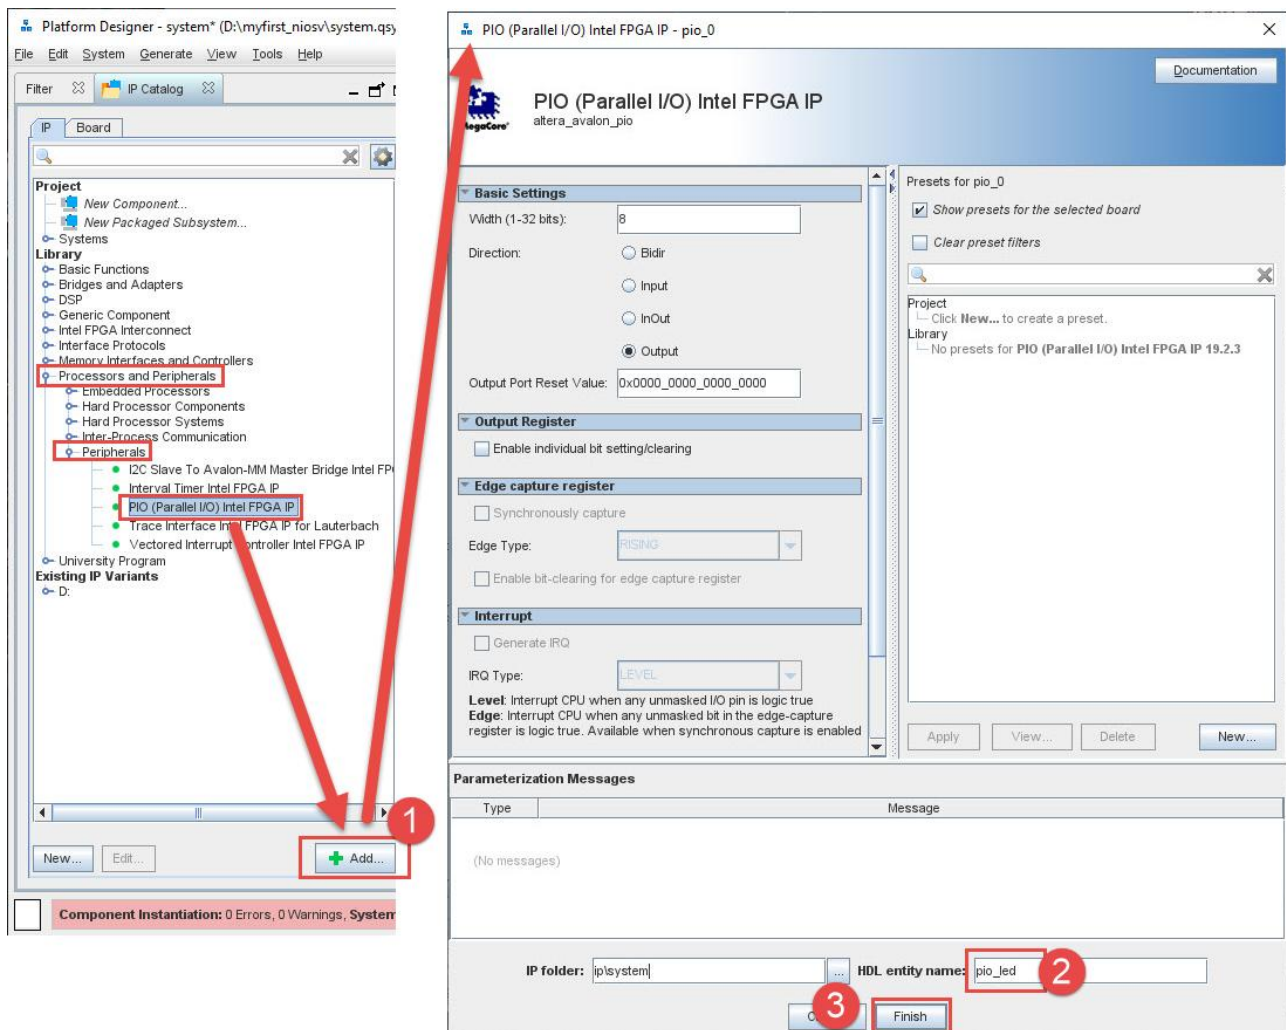 Platform Designer - system* (D:\myfirst_niosv\system.qsy
File Edit System Generate View Tools Help
Filter IP Catalog
IP Board
Project
New Component...
New Packaged Subsystem...
Systems
Library
Basic Functions
Bridges and Adapters
DSP
Generic Component
Intel FPGA Interconnect
Interface Protocols
Memory Interfaces and Controllers
Processors and Peripherals
Embedded Processors
Hard Processor Components
Hard Processor Systems
Inter-Process Communication
Peripherals
I2C Slave To Avalon-MM Master Bridge Intel FP
Interval Timer Intel FPGA IP
PIO (Parallel I/O) Intel FPGA IP
Trace Interface Intel FPGA IP for Lauterbach
Vectored Interrupt Controller Intel FPGA IP
University Program
Existing IP Variants
D:
1
New... Edit... Add...
Component Instantiation: 0 Errors, 0 Warnings, System
PIO (Parallel I/O) Intel FPGA IP - pio_0
Documentation
PIO (Parallel I/O) Intel FPGA IP
altera_avalon_pio
MegaCore®
Basic Settings
Width (1-32 bits): 8
Direction: Bidir
Input
InOut
Output
Output Port Reset Value: 0x0000_0000_0000_0000
Output Register
Enable individual bit setting/clearing
Edge capture register
Synchronously capture
Edge Type: RISING
Enable bit-clearing for edge capture register
Interrupt
Generate IRQ
IRQ Type: LEVEL
Level: Interrupt CPU when any unmasked I/O pin is logic true
Edge: Interrupt CPU when any unmasked bit in the edge-capture
register is logic true. Available when synchronous capture is enabled
Presets for pio_0
Show presets for the selected board
Clear preset filters
Project
Click New... to create a preset.
Library
No presets for PIO (Parallel I/O) Intel FPGA IP 19.2.3
Apply View... Delete New...
Parameterization Messages
Type Message
(No messages)
IP folder: ip\system ... HDL entity name: pio_led 2
3 Finish